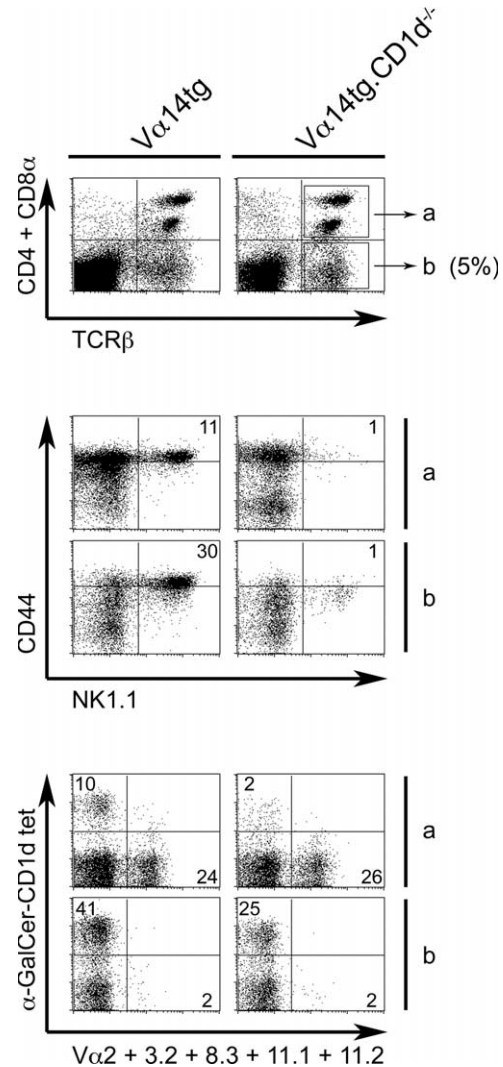 Vα14tg
Vα14tg.CD1d-/-
CD4 + CD8α
a
b (5%)
TCRβ
11
1
a
30
1
b
CD44
NK1.1
10
2
24
26
a
41
25
2
2
b
α-GalCer-CD1d tet
Vα2 + 3.2 + 8.3 + 11.1 + 11.2